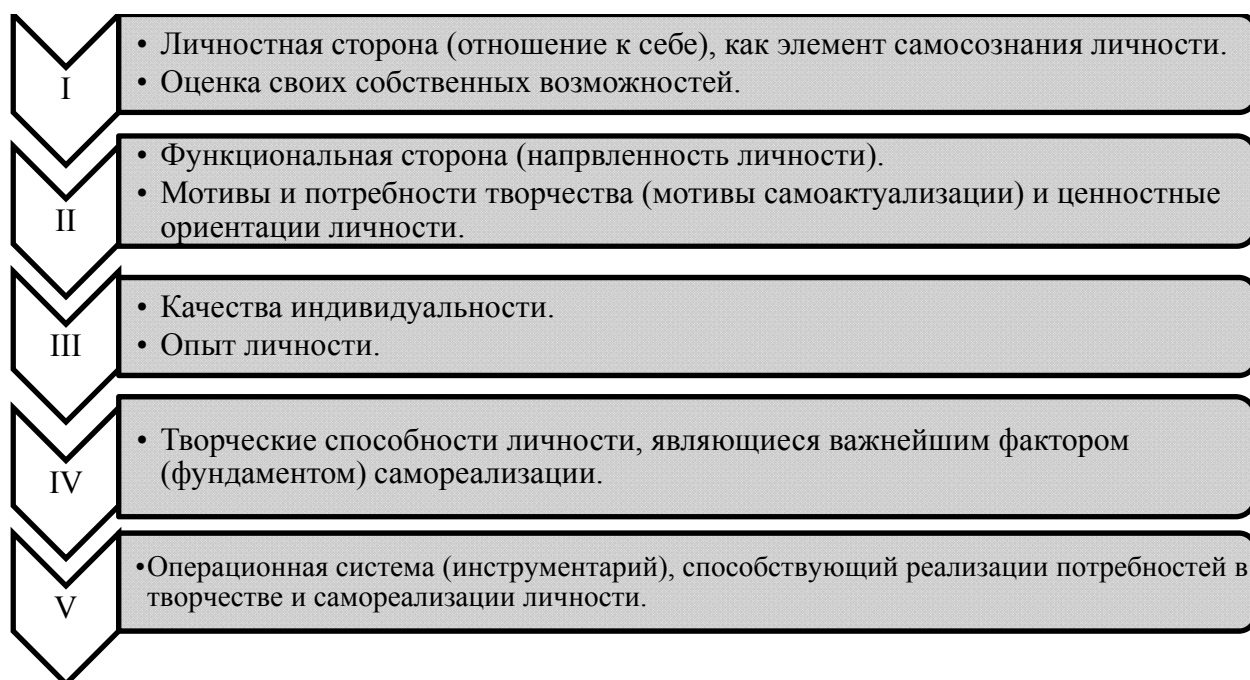 I
• Личностная сторона (отношение к себе), как элемент самосознания личности.
• Оценка своих собственных возможностей.
II
• Функциональная сторона (напрвленность личности).
• Мотивы и потребности творчества (мотивы самоактуализации) и ценностные
ориентации личности.
III
• Качества индивидуальности.
• Опыт личности.
IV
• Творческие способности личности, являющиеся важнейшим фактором
(фундаментом) самореализации.
V
•Операционная система (инструментарий), способствующий реализации потребностей в
творчестве и самореализации личности.